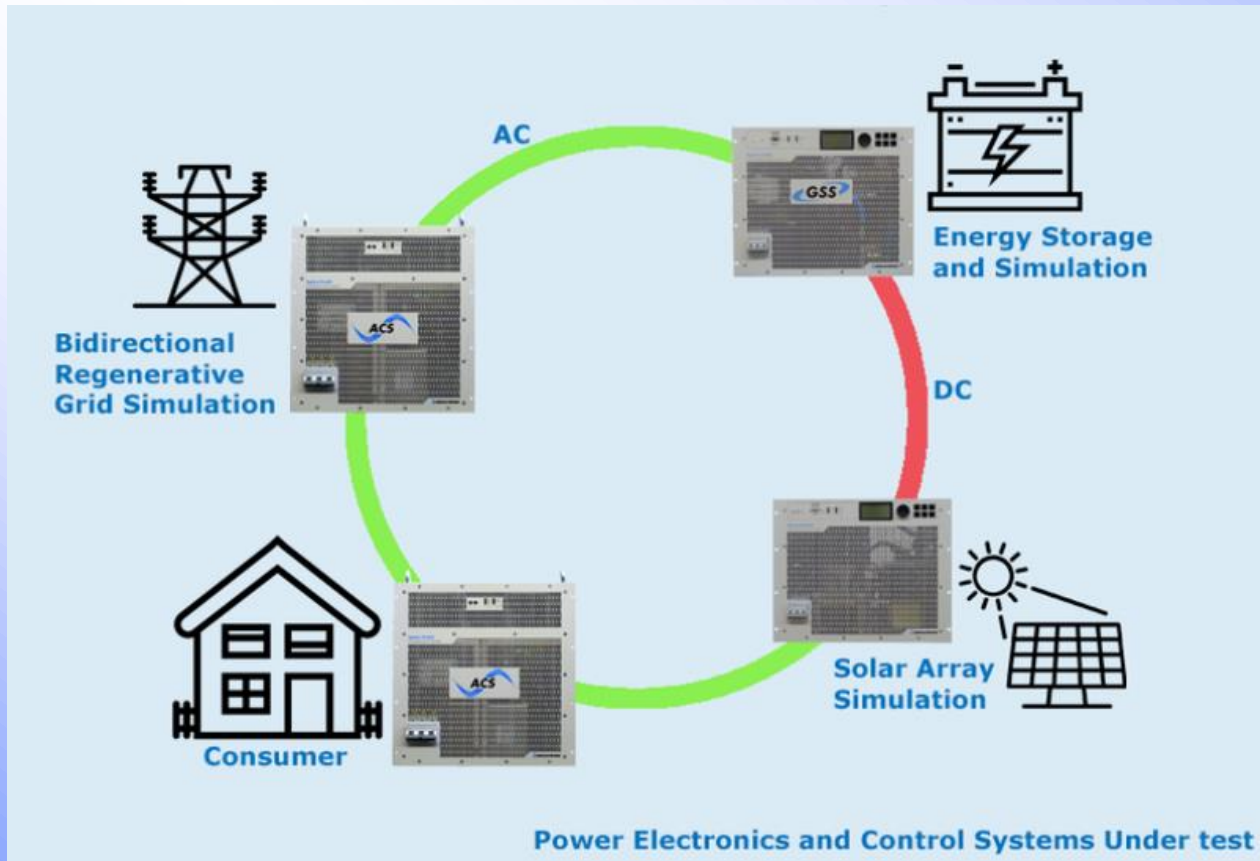 AC
- +
GSS
Energy Storage
and Simulation
ACS
Bidirectional
Regenerative
Grid Simulation
DC
ACS
Solar Array
Simulation
Consumer
Power Electronics and Control Systems Under test